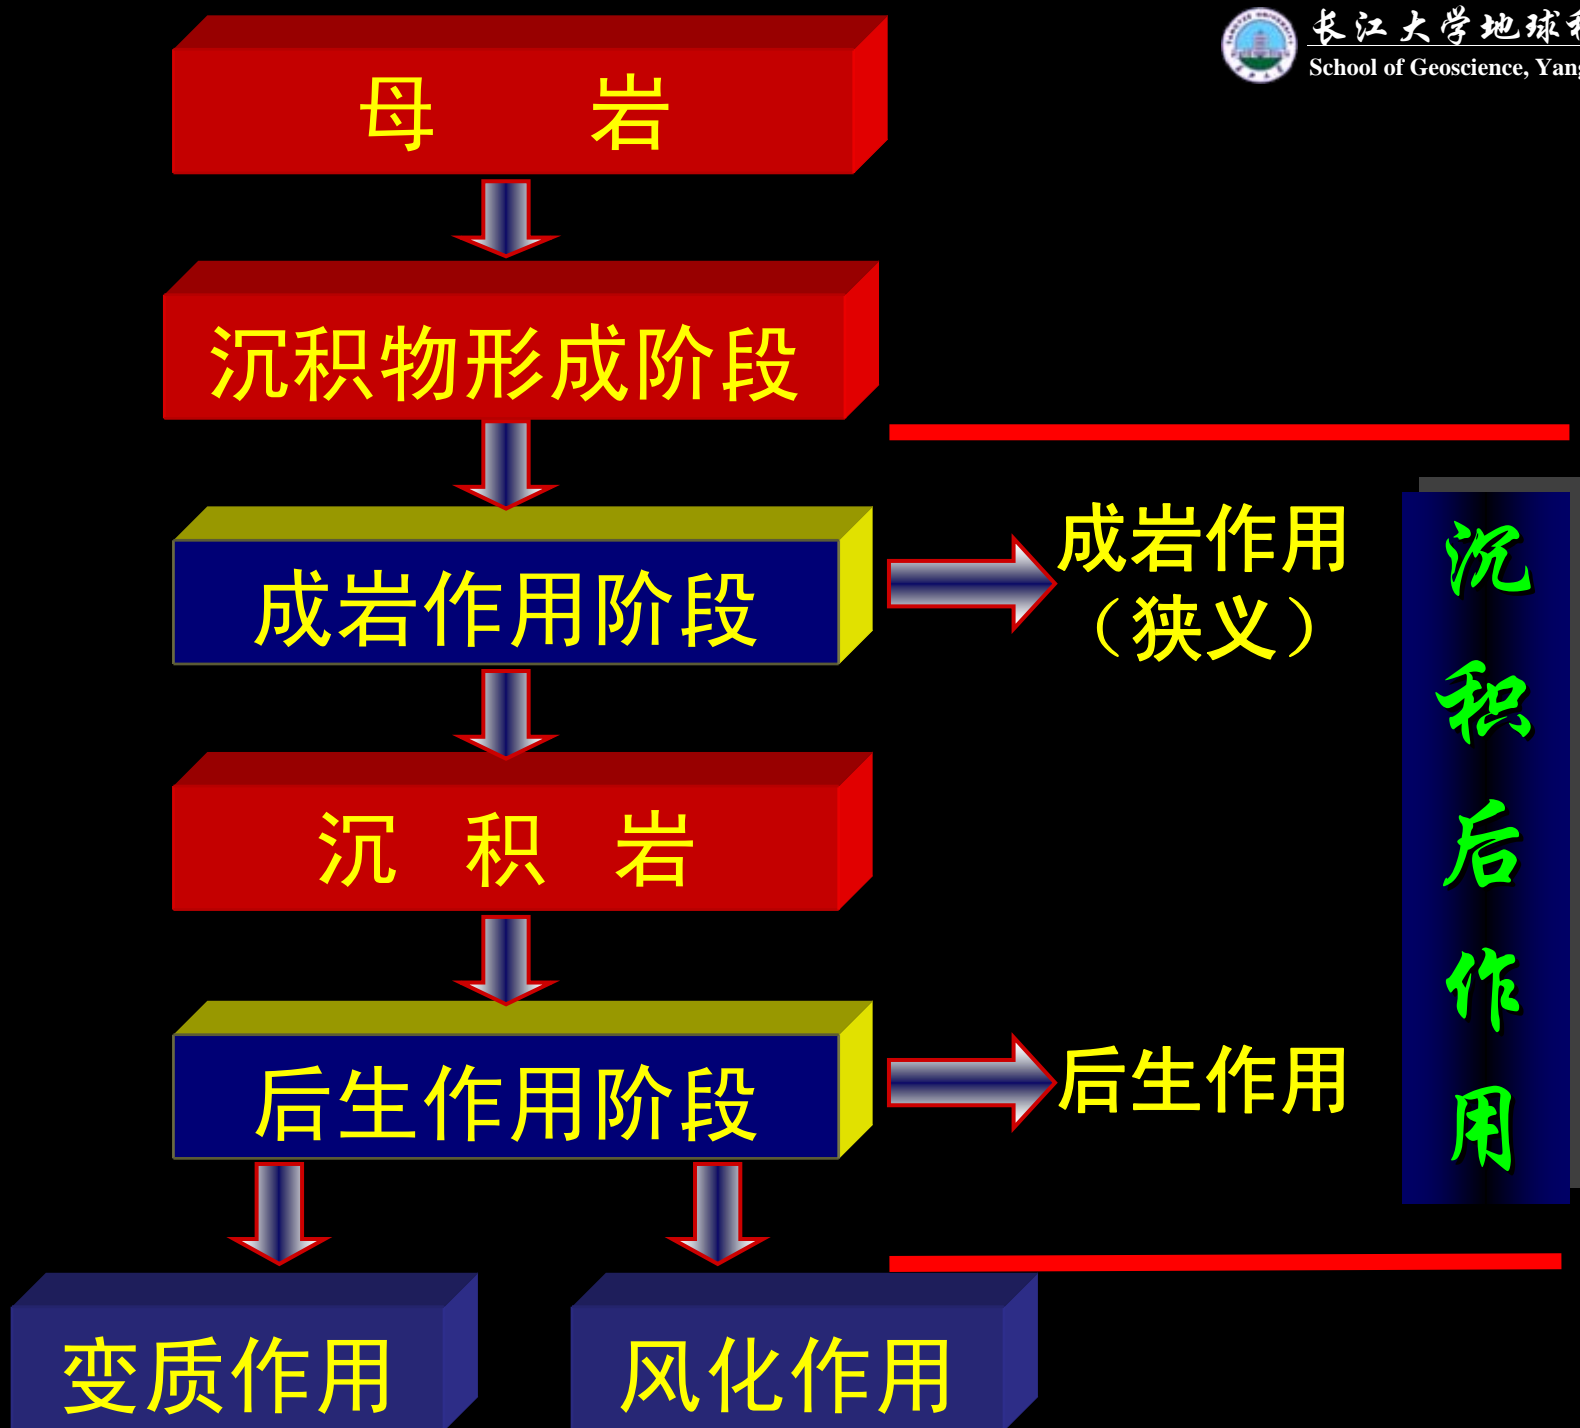 长江大学地球科
School of Geoscience, Yang
母 岩
沉积物形成阶段
成岩作用阶段
成岩作用
（狭义）
沉积岩
后生作用阶段
后生作用
沉积后作用
变质作用
风化作用